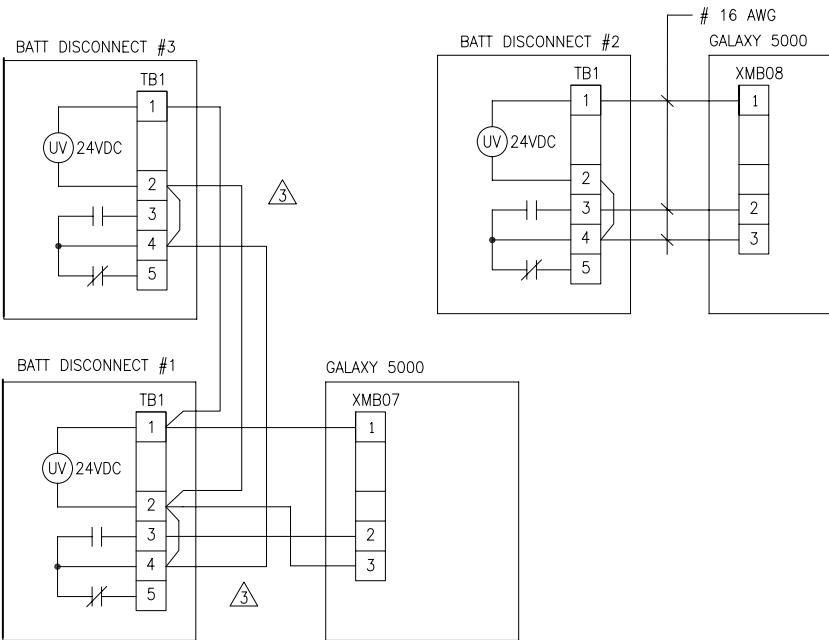 # 16 AWG
BATT DISCONNECT #3
BATT DISCONNECT #2
GALAXY 5000
TB1
1
UV 24VDC
2
3
4
5
3
TB1
1
UV 24VDC
2
3
4
5
XMB08
1
2
3
BATT DISCONNECT #1
GALAXY 5000
TB1
1
UV 24VDC
2
3
4
5
3
XMB07
1
2
3